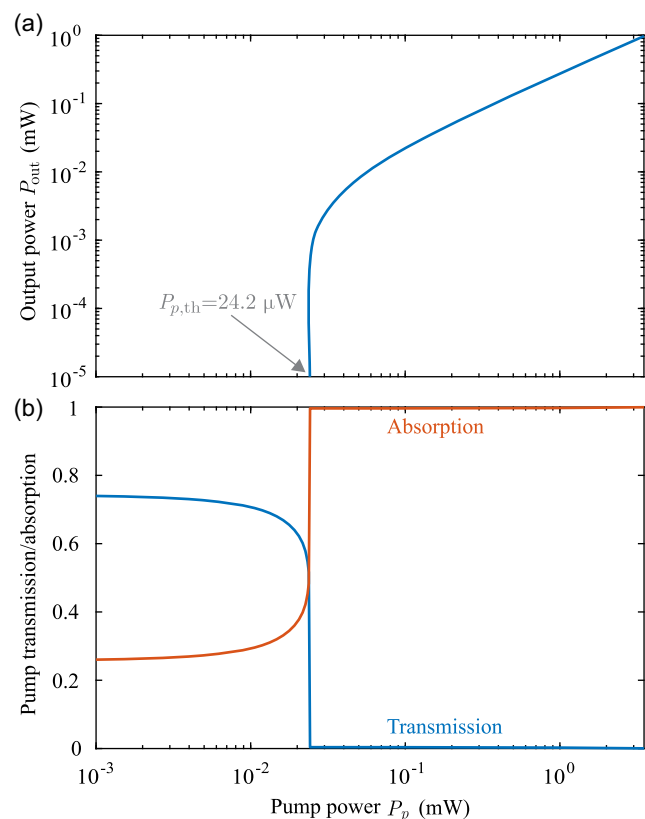 (a)
Output power P_out (mW)
10^0
10^-1
10^-2
10^-3
10^-4
10^-5
P_p,th=24.2 μW
(b)
Pump transmission/absorption
1
0.8
0.6
0.4
0.2
0
Absorption
Transmission
10^-3 10^-2 10^-1 10^0
Pump power P_p (mW)